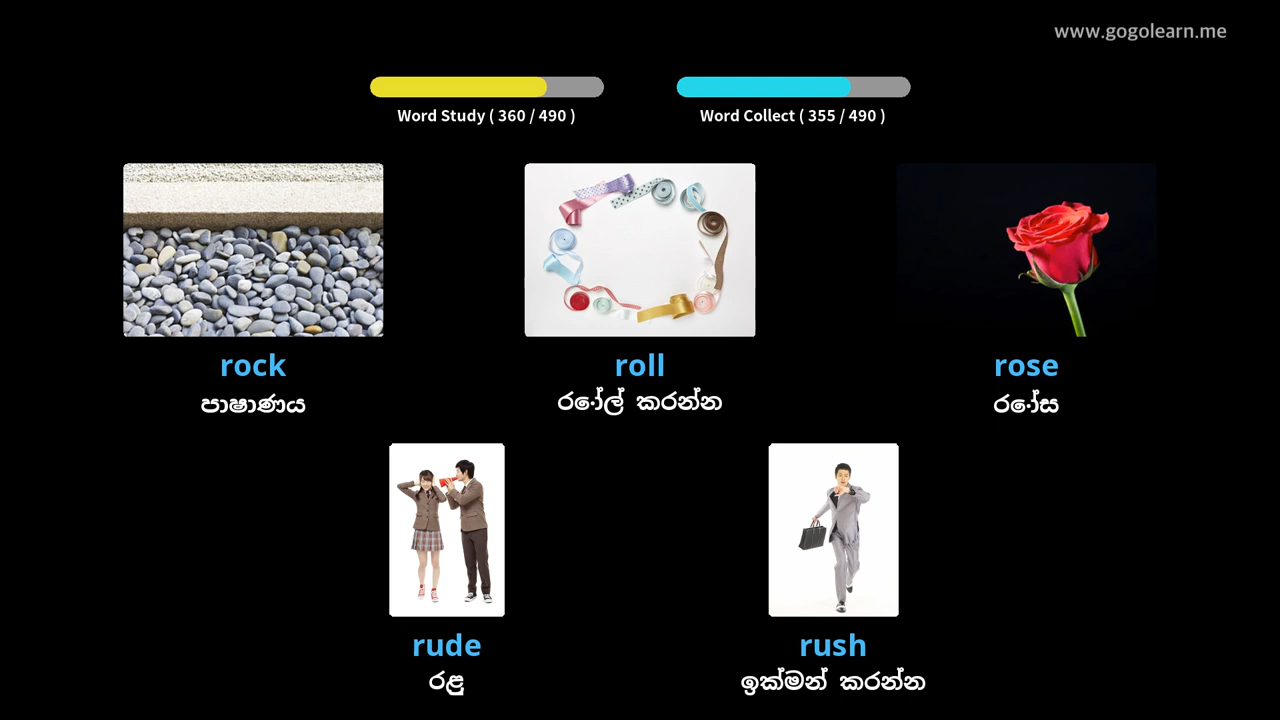 www.gogolearn.me
Word Study ( 360 / 490 )
Word Collect ( 355 / 490 )
rock
පාෂාණය
roll
රෝල් කරන්න
rose
රෝස
rude
රළු
rush
ඉක්මන් කරන්න